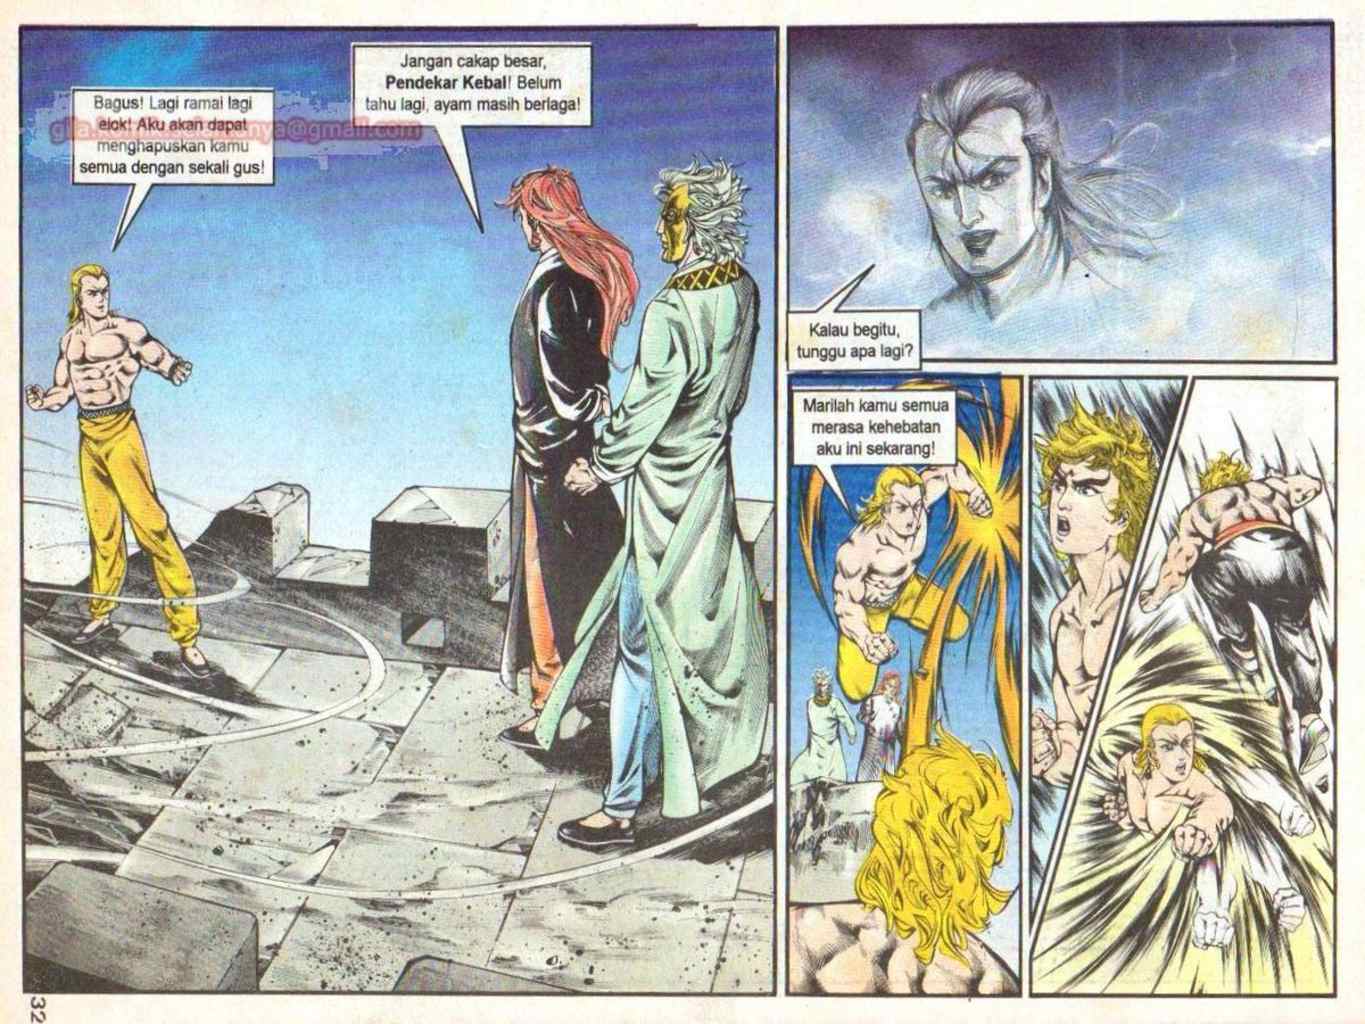 Bagus! Lagi ramai lagi
elok! Aku akan dapat
menghapuskan kamu
semua dengan sekali gus!
Jangan cakap besar,
Pendekar Kebal! Belum
tahu lagi, ayam masih berlaga!
Kalau begitu,
tunggu apa lagi?
Marilah kamu semua
merasa kehebatan
aku ini sekarang!
32